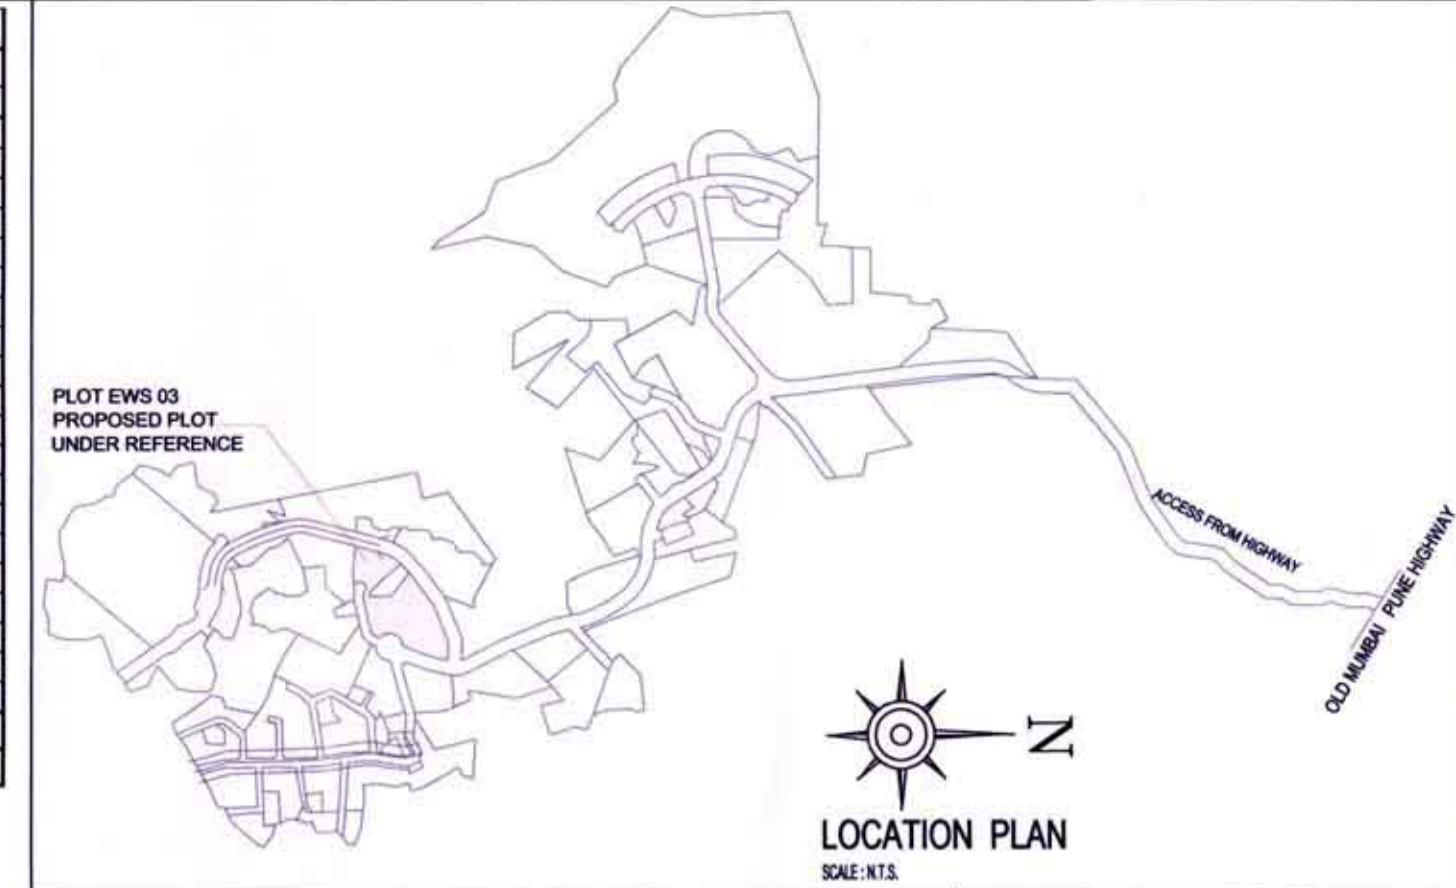 PLOT EWS 03
PROPOSED PLOT
UNDER REFERENCE
ACCESS FROM HIGHWAY
OLD MUMBAI PUNE HIGHWAY
N
LOCATION PLAN
SCALE : N.T.S.